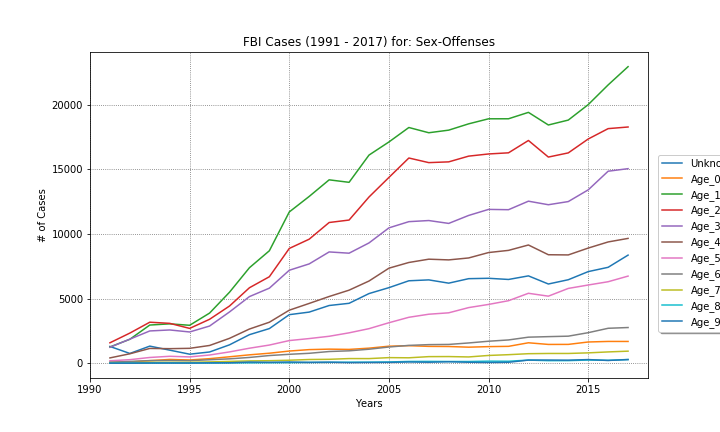 FBI Cases (1991 - 2017) for: Sex-Offenses
# of Cases
20000
15000
10000
5000
0
1990
1995
2000
2005
2010
2015
Years
Unkno
Age_0
Age_1
Age_2
Age_3
Age_4
Age_5
Age_6
Age_7
Age_8
Age_9